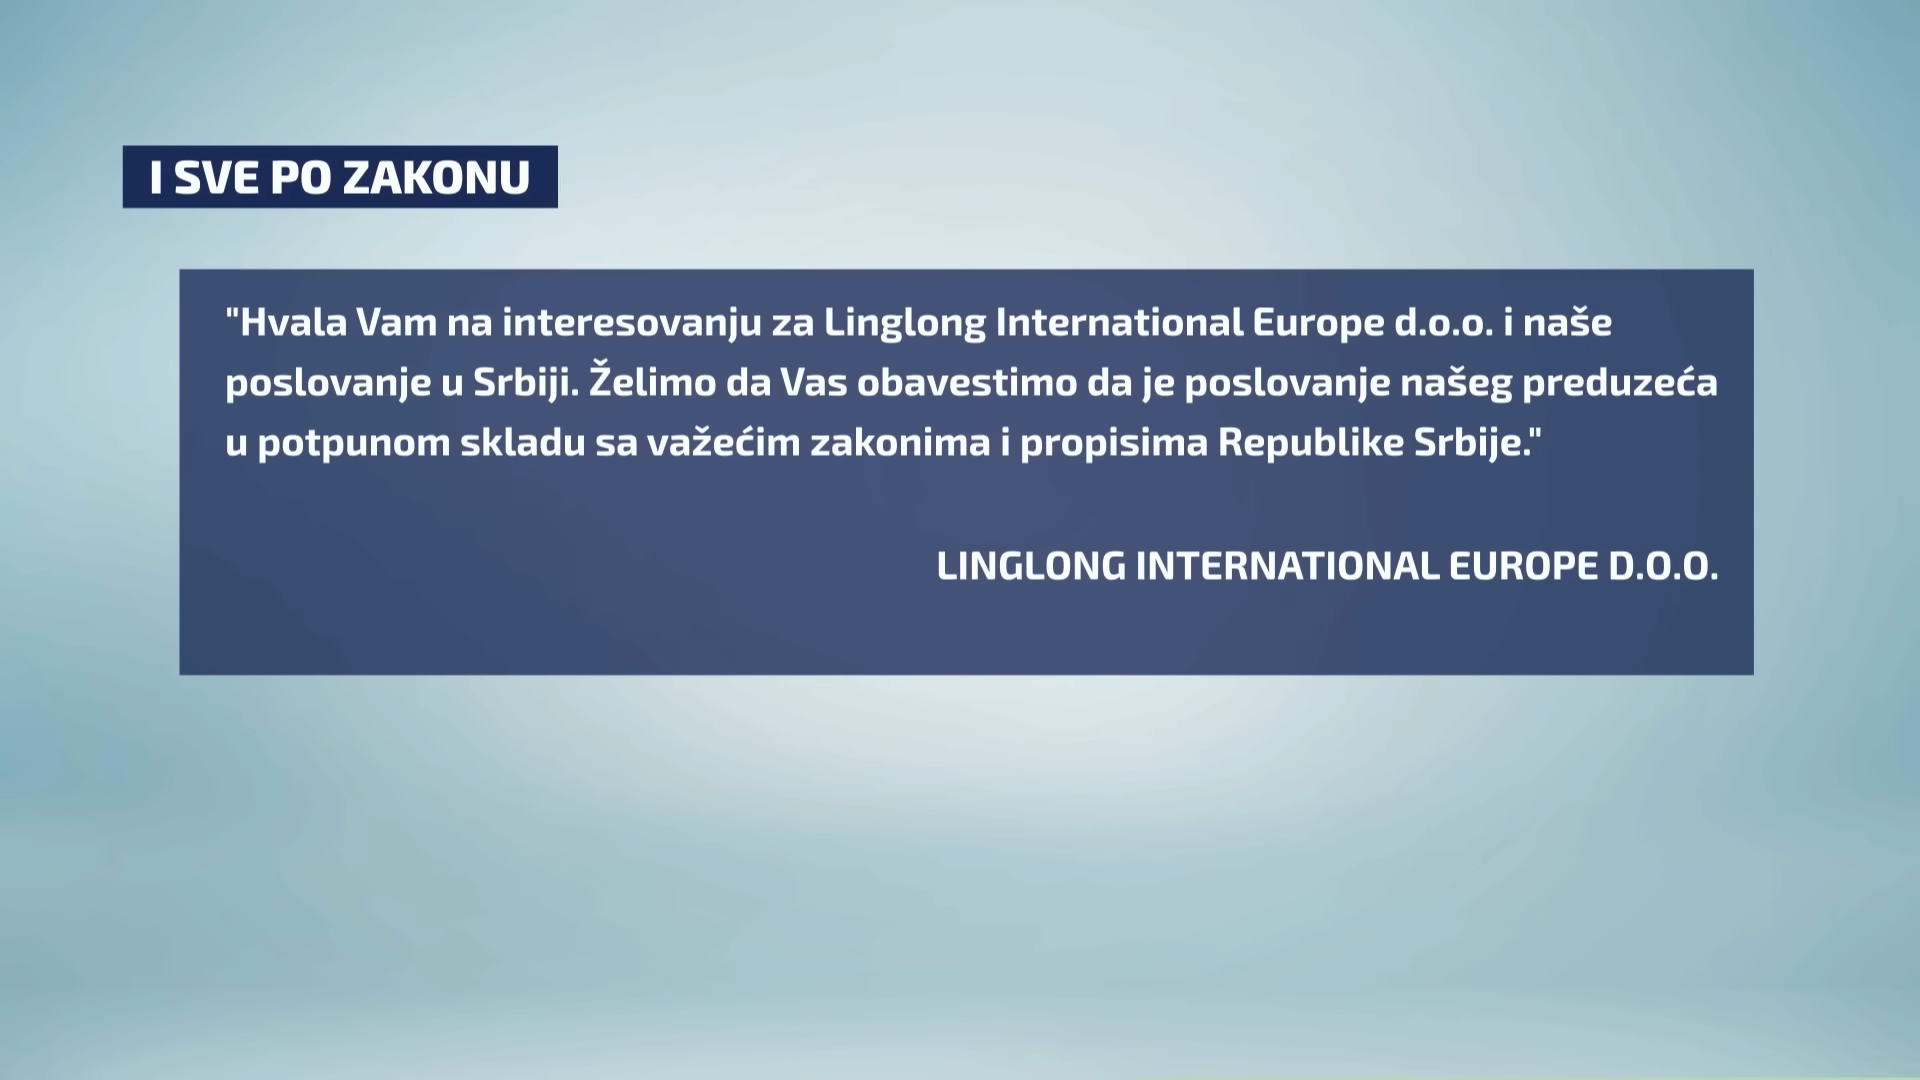 I SVE PO ZAKONU
"Hvala Vam na interesovanju za Linglong International Europe d.o.o. i naše
poslovanje u Srbiji. Želimo da Vas obavestimo da je poslovanje našeg preduzeća
u potpunom skladu sa važećim zakonima i propisima Republike Srbije."
LINGLONG INTERNATIONAL EUROPE D.O.O.